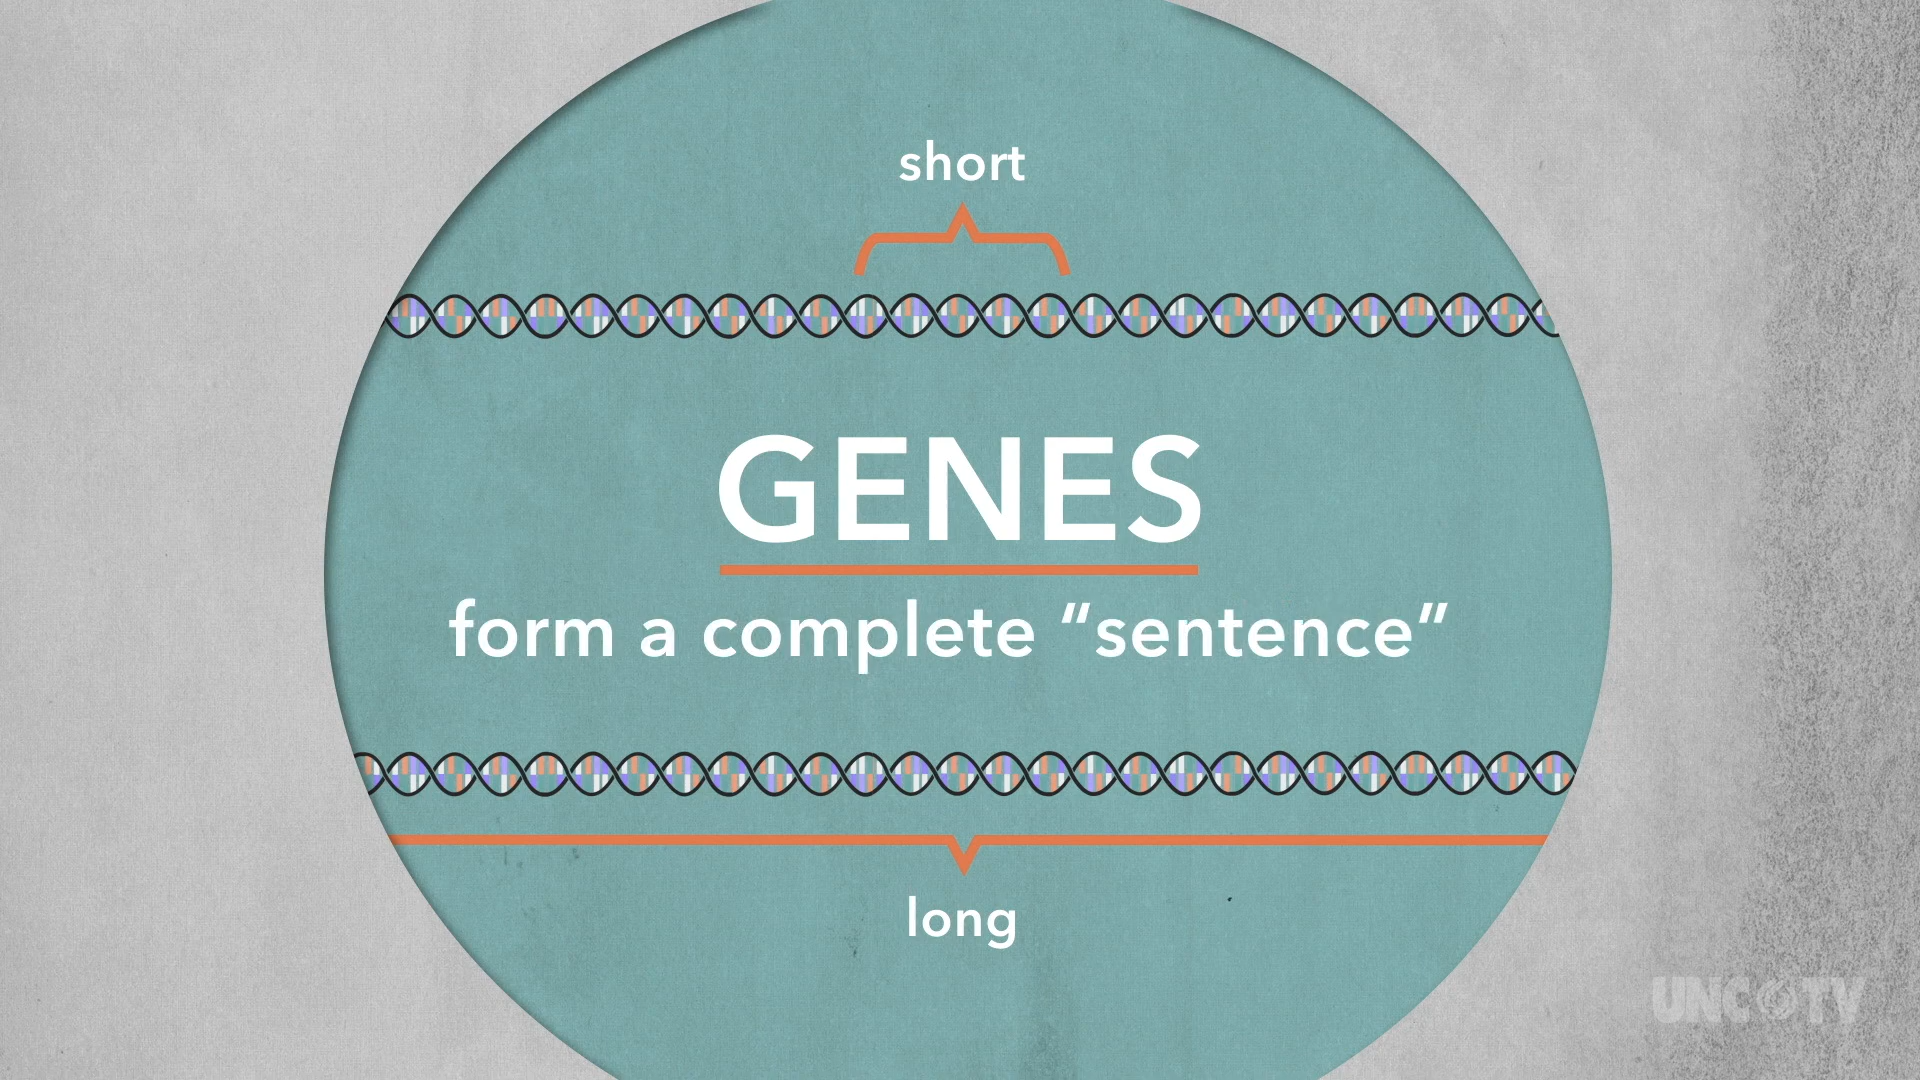 short
GENES
form a complete “sentence”
long
UNC TV